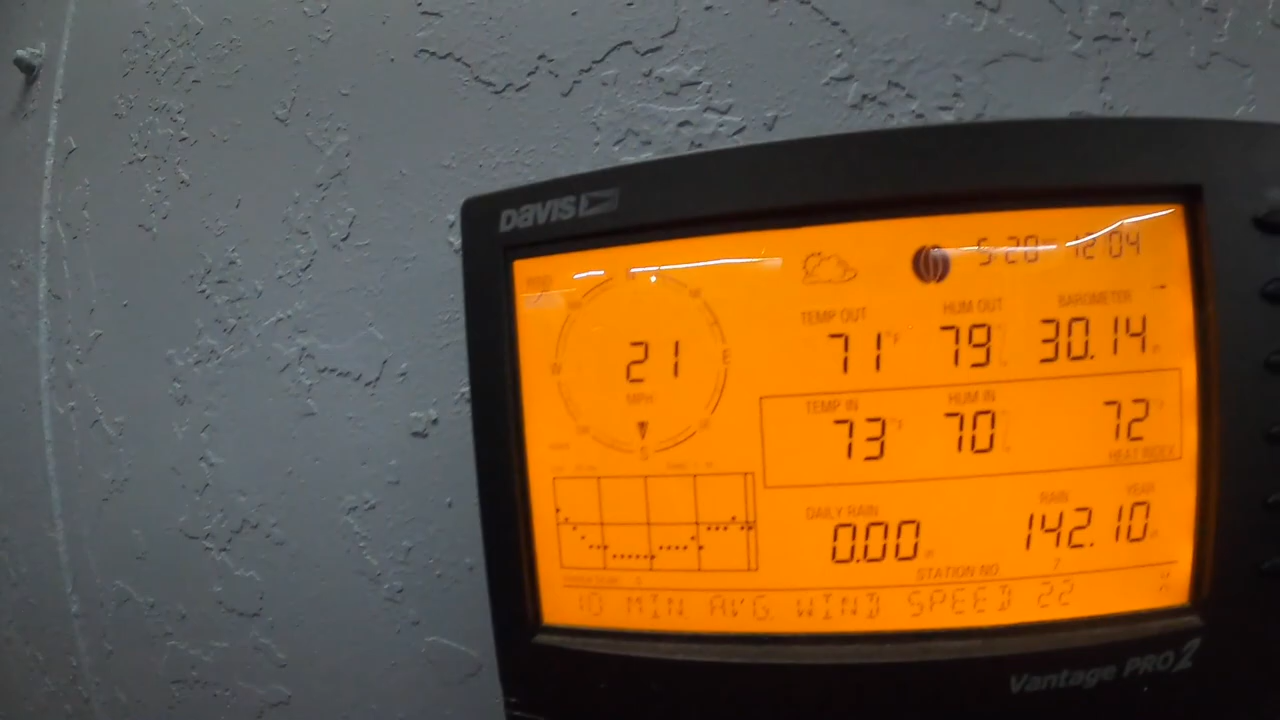 DAVIS
5-20 12:04
TEMP OUT HUM OUT BAROMETER
71°F 79% 30.14
21
MPH
W E
S
TEMP IN HUM IN
73°F 70% 72°F
HEAT INDEX
DAILY RAIN RAIN YEAR
0.00 142.10
STATION NO
10 MIN. AVG. WIND SPEED 22
Vantage PRO2